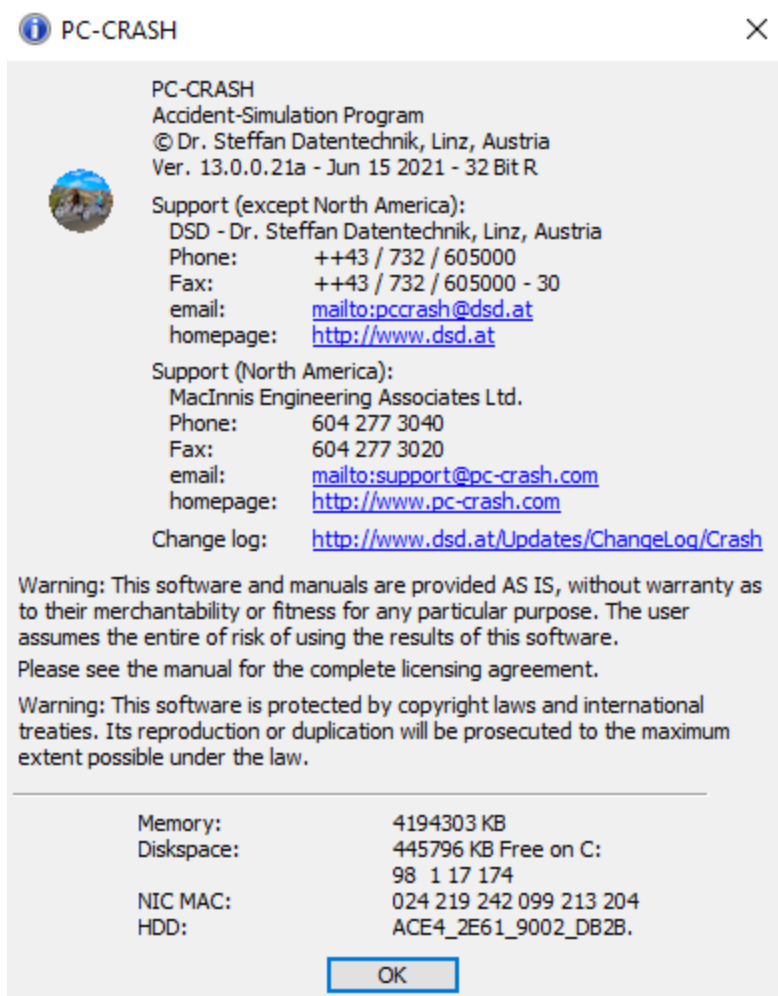 PC-CRASH
PC-CRASH
Accident-Simulation Program
© Dr. Steffan Datentechnik, Linz, Austria
Ver. 13.0.0.21a - Jun 15 2021 - 32 Bit R
Support (except North America):
DSD - Dr. Steffan Datentechnik, Linz, Austria
Phone: ++43 / 732 / 605000
Fax: ++43 / 732 / 605000 - 30
email: mailto:pccrash@dsd.at
homepage: http://www.dsd.at
Support (North America):
MacInnis Engineering Associates Ltd.
Phone: 604 277 3040
Fax: 604 277 3020
email: mailto:support@pc-crash.com
homepage: http://www.pc-crash.com
Change log: http://www.dsd.at/Updates/ChangeLog/Crash
Warning: This software and manuals are provided AS IS, without warranty as
to their merchantability or fitness for any particular purpose. The user
assumes the entire of risk of using the results of this software.
Please see the manual for the complete licensing agreement.
Warning: This software is protected by copyright laws and international
treaties. Its reproduction or duplication will be prosecuted to the maximum
extent possible under the law.
Memory: 4194303 KB
Diskspace: 445796 KB Free on C:
98 1 17 174
NIC MAC: 024 219 242 099 213 204
HDD: ACE4_2E61_9002_DB2B.
OK